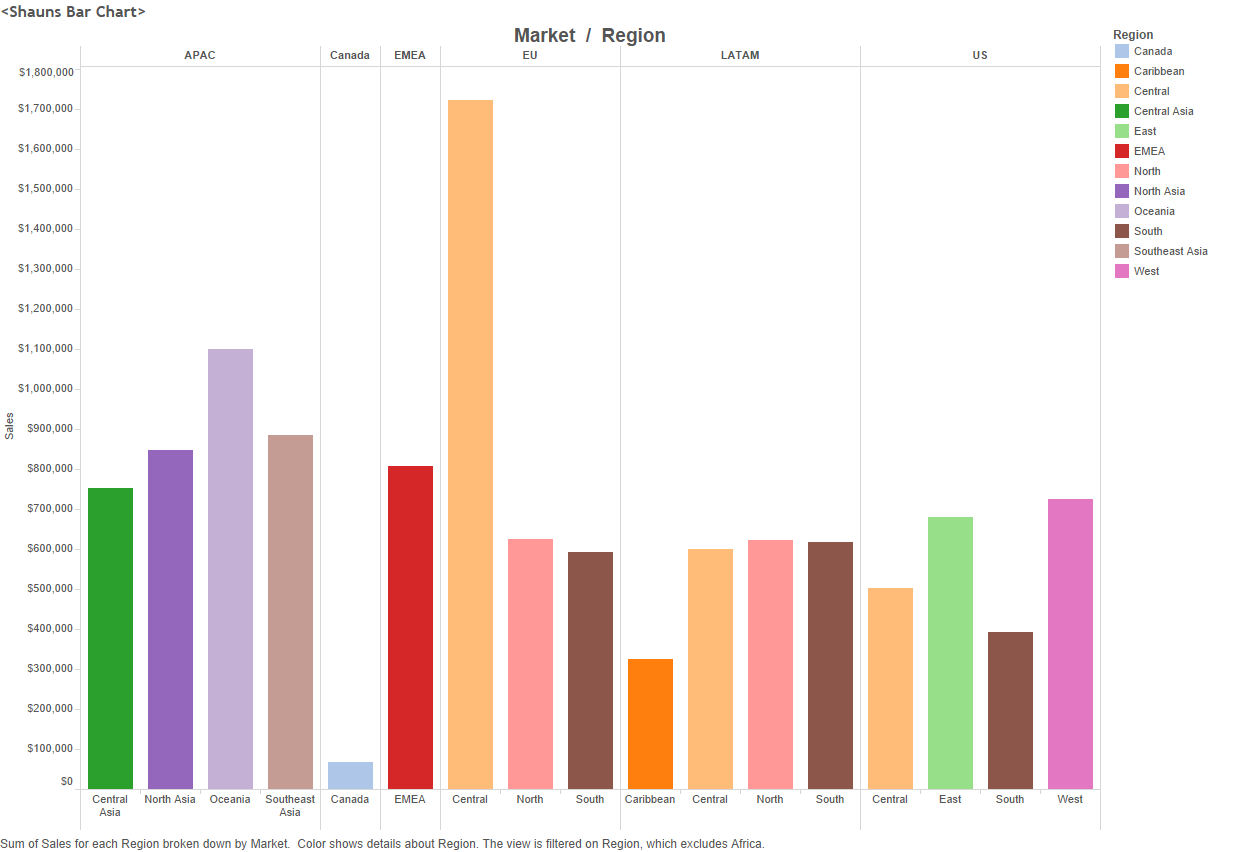 <Shauns Bar Chart>
Market / Region
APAC Canada EMEA EU LATAM US
Sales
$1,800,000
$1,700,000
$1,600,000
$1,500,000
$1,400,000
$1,300,000
$1,200,000
$1,100,000
$1,000,000
$900,000
$800,000
$700,000
$600,000
$500,000
$400,000
$300,000
$200,000
$100,000
$0
Central North Asia Oceania Southeast Canada EMEA Central North South Caribbean Central North South Central East South West
Asia Asia
Region
Canada
Caribbean
Central
Central Asia
East
EMEA
North
North Asia
Oceania
South
Southeast Asia
West
Sum of Sales for each Region broken down by Market.  Color shows details about Region. The view is filtered on Region, which excludes Africa.